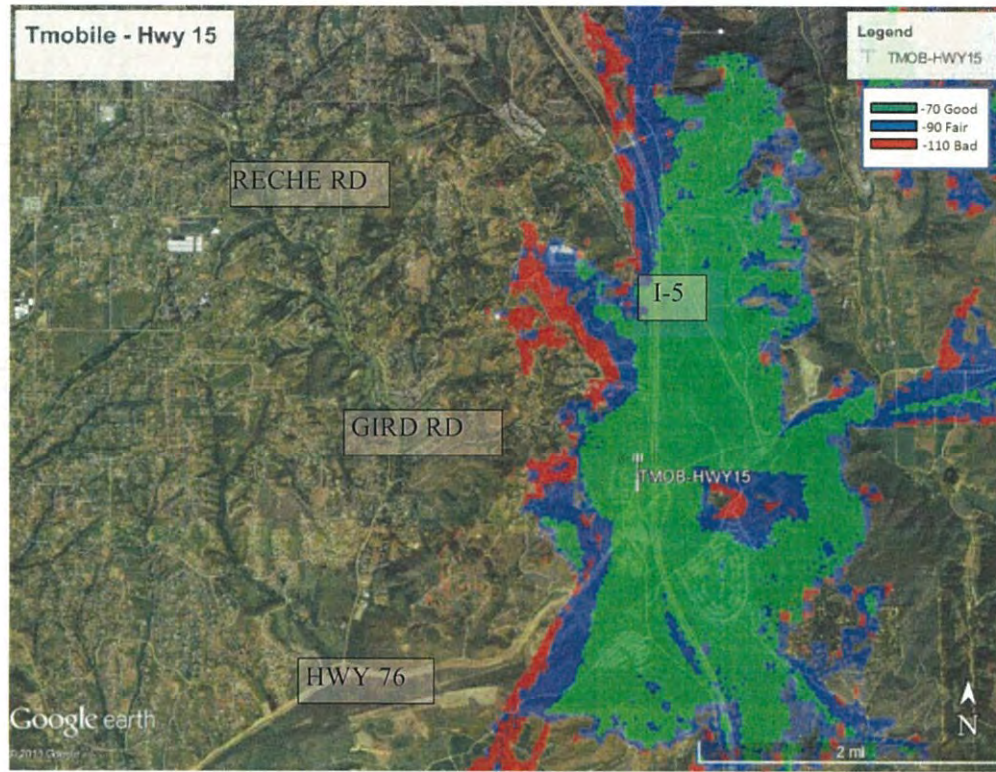 Tmobile - Hwy 15
Legend
TMOB-HWY15
-70 Good
-90 Fair
-110 Bad
RECHE RD
I-5
GIRD RD
TMOB-HWY15
HWY 76
Google earth
N
2 mi